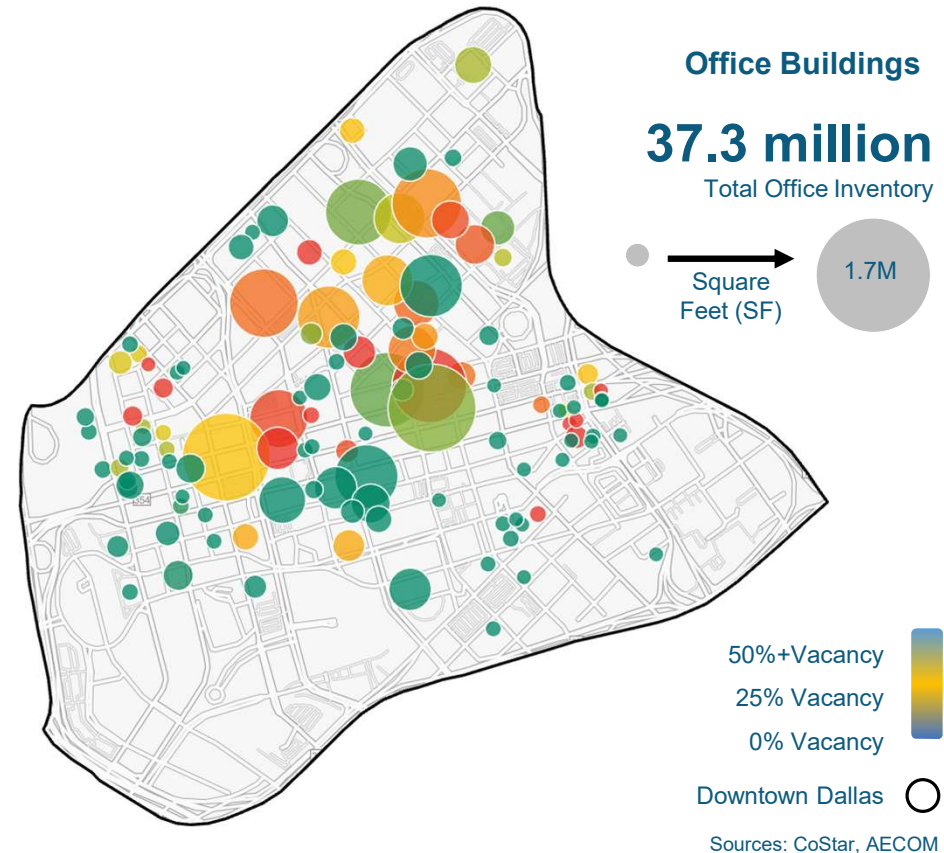 Office Buildings
37.3 million
Total Office Inventory
1.7M
Square
Feet (SF)
50%+Vacancy
25% Vacancy
0% Vacancy
Downtown Dallas
Sources: CoStar, AECOM